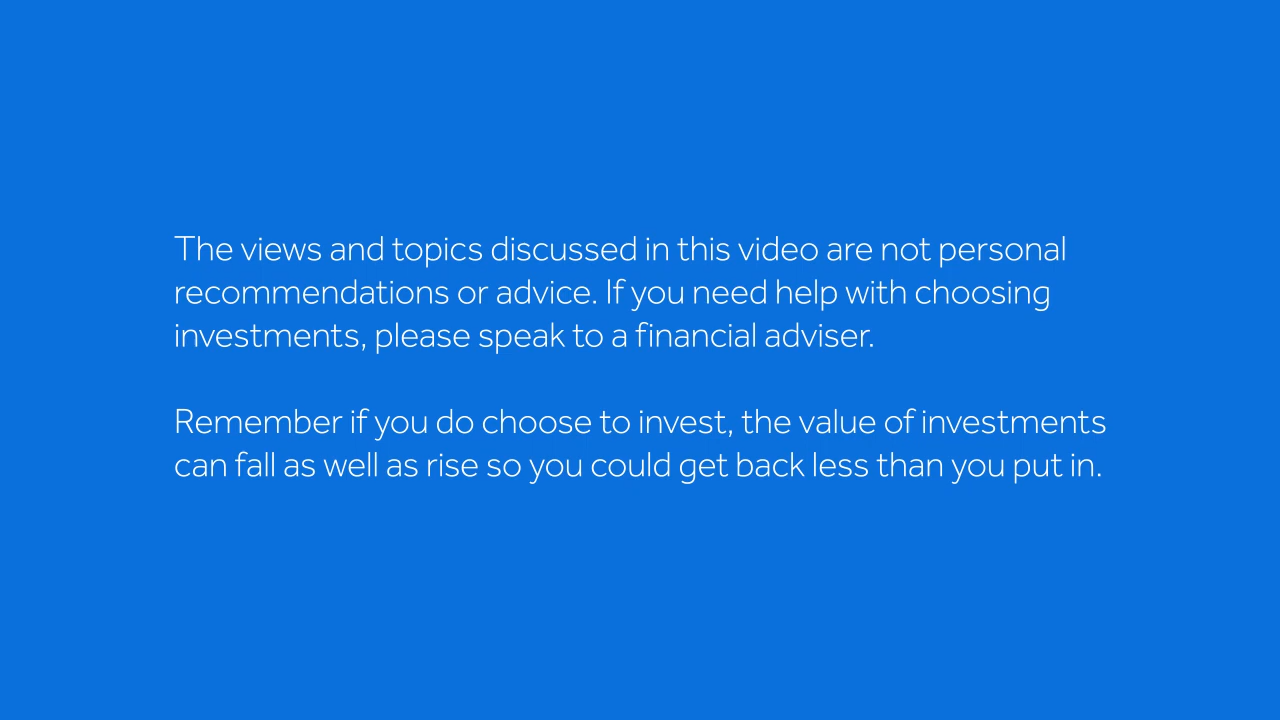 The views and topics discussed in this video are not personal
recommendations or advice. If you need help with choosing
investments, please speak to a financial adviser.
Remember if you do choose to invest, the value of investments
can fall as well as rise so you could get back less than you put in.